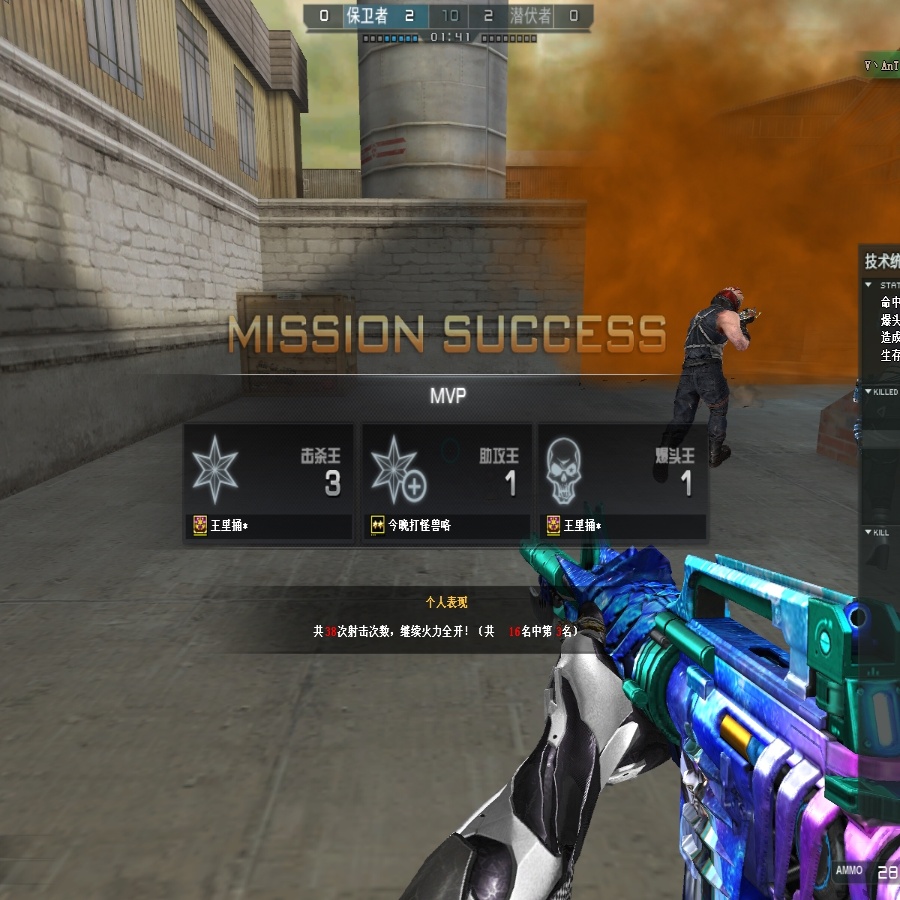 0 保卫者 2 10 2 潜伏者 0
01:41
技术统
STAT
命中
爆头
造成
生存
MISSION SUCCESS
MVP
KILLED
击杀王 助攻王 爆头王
3 1 1
王里捅* 今晚打怪兽咯 王里捅*
KILL
个人表现
共38次射击次数，继续火力全开！（共 16名中第 3名）
AMMO 28